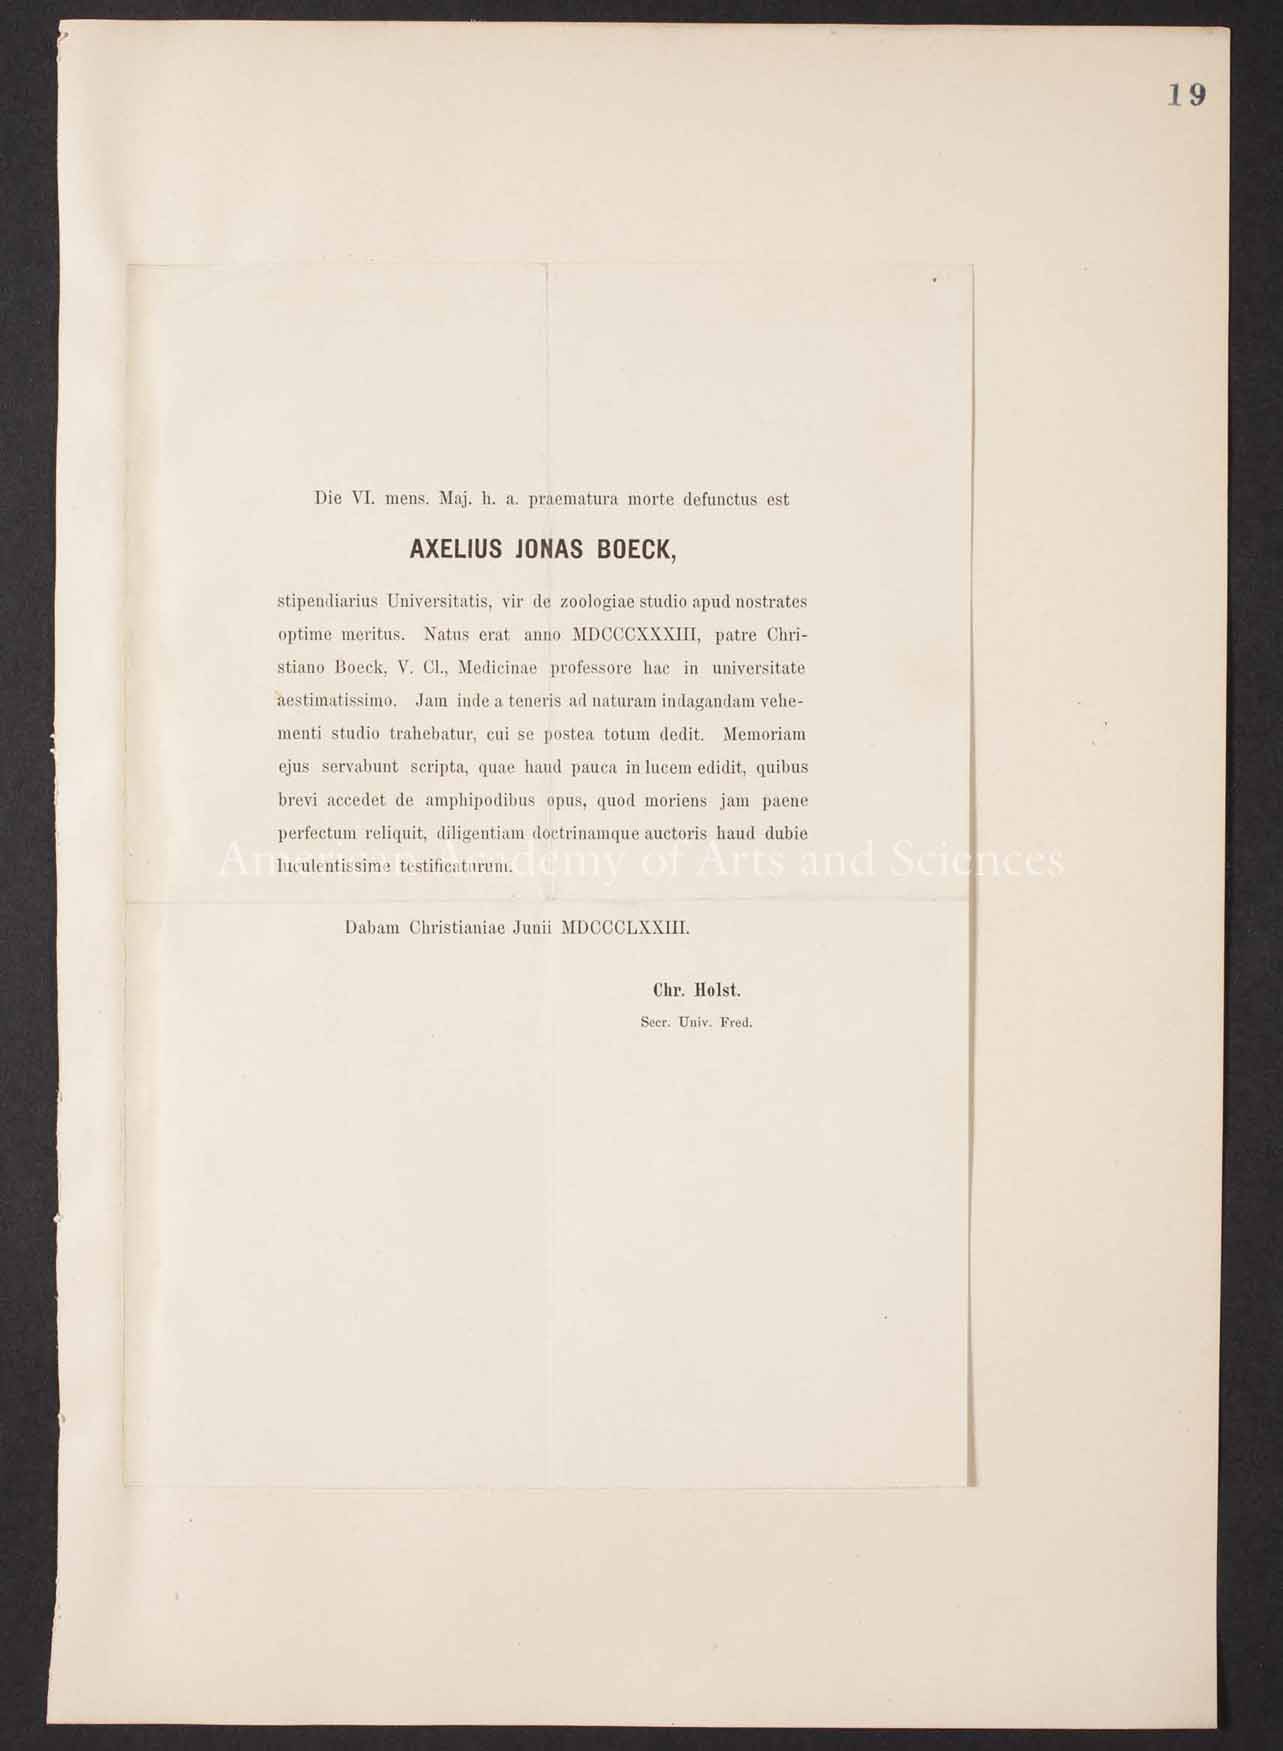 19
Die VI. mens. Maj. h. a. praematura morte defunctus est
AXELIUS JONAS BOECK,
stipendiarius Universitatis, vir de zoologiae studio apud nostrates
optime meritus. Natus erat anno MDCCCXXXIII, patre Chri-
stiano Boeck, V. Cl., Medicinae professore hac in universitate
aestimatissimo. Jam inde a teneris ad naturam indagandam vehe-
menti studio trahebatur, cui se postea totum dedit. Memoriam
ejus servabunt scripta, quae haud pauca in lucem edidit, quibus
brevi accedet de amphipodibus opus, quod moriens jam paene
perfectum reliquit, diligentiam doctrinamque auctoris haud dubie
luculentissime testificaturum.
American Academy of Arts and Sciences
Dabam Christianiae Junii MDCCCLXXIII.
Chr. Holst.
Secr. Univ. Fred.